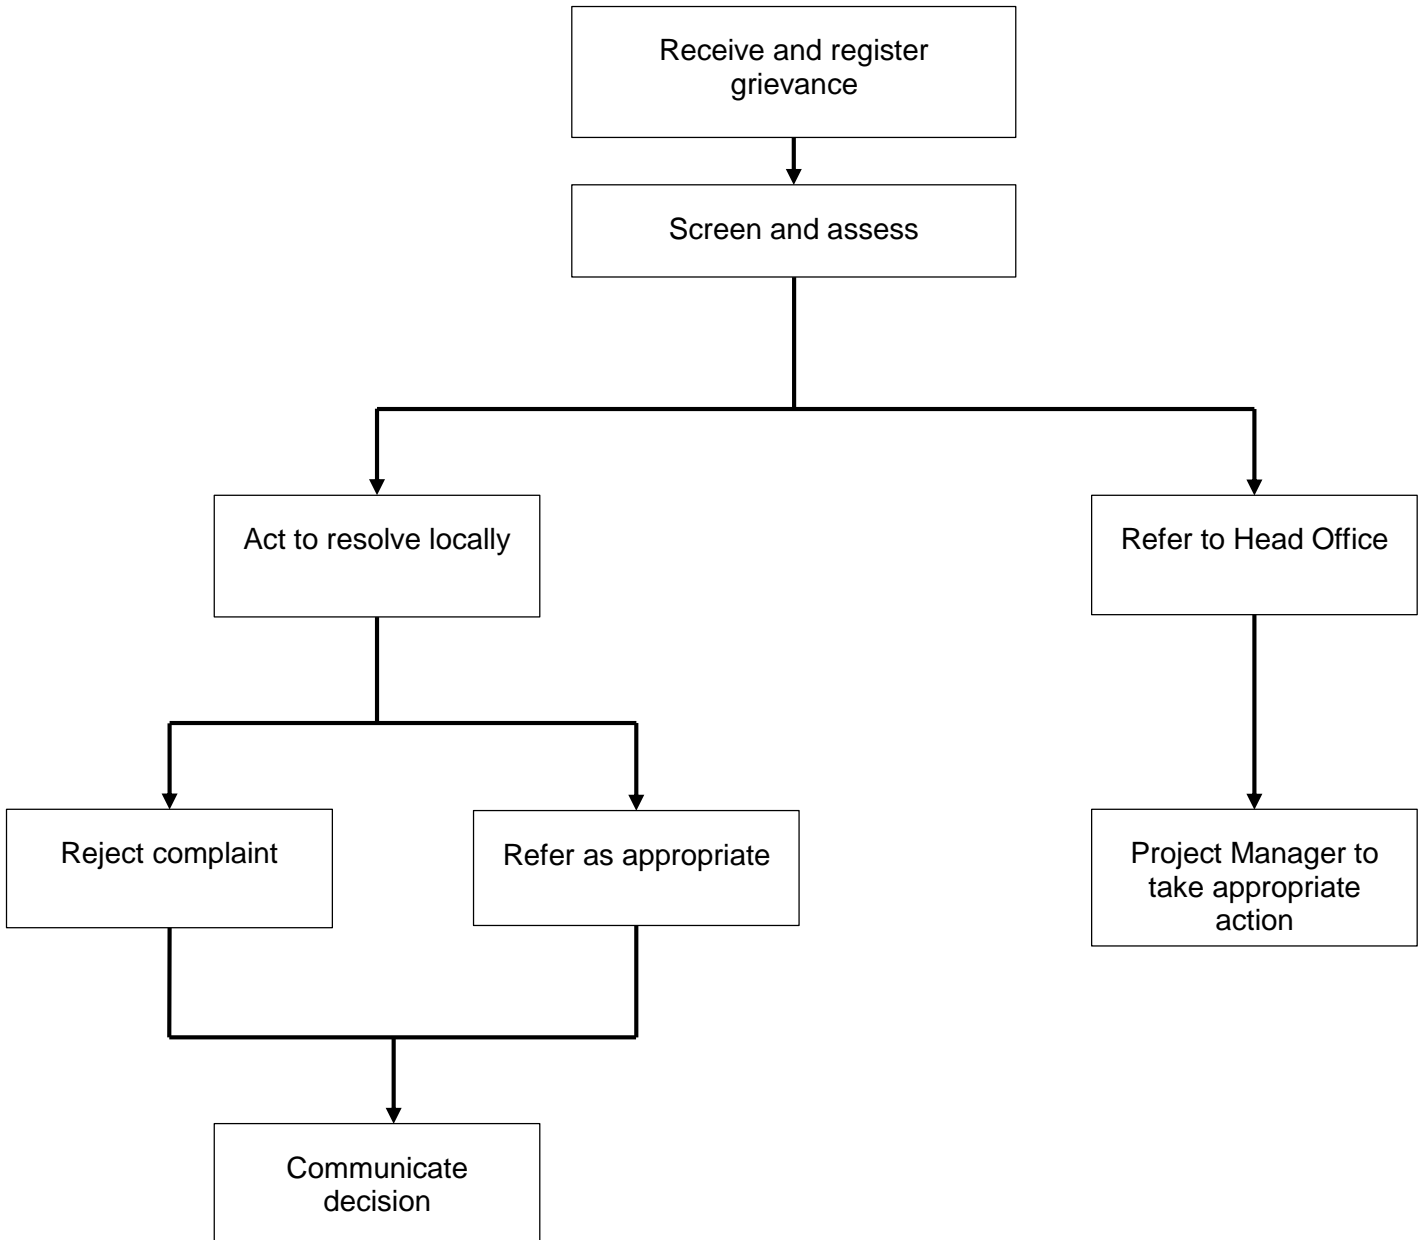 Receive and register
grievance
Screen and assess
Act to resolve locally
Refer to Head Office
Reject complaint
Refer as appropriate
Project Manager to
take appropriate
action
Communicate
decision